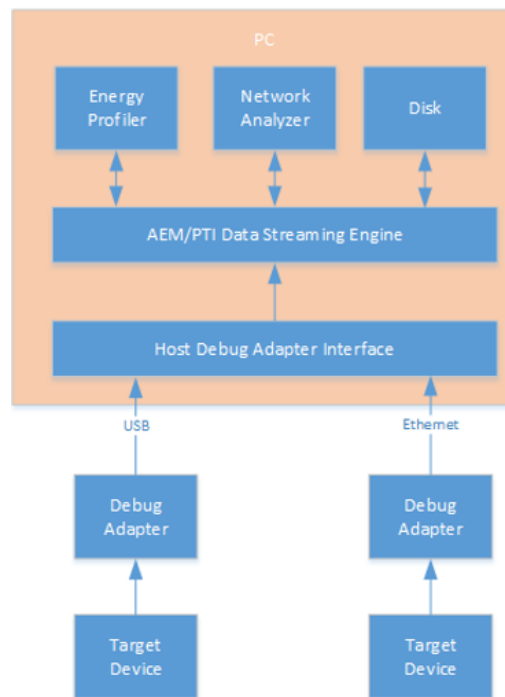 PC
Energy
Profiler
Network
Analyzer
Disk
AEM/PTI Data Streaming Engine
Host Debug Adapter Interface
USB
Ethernet
Debug
Adapter
Debug
Adapter
Target
Device
Target
Device